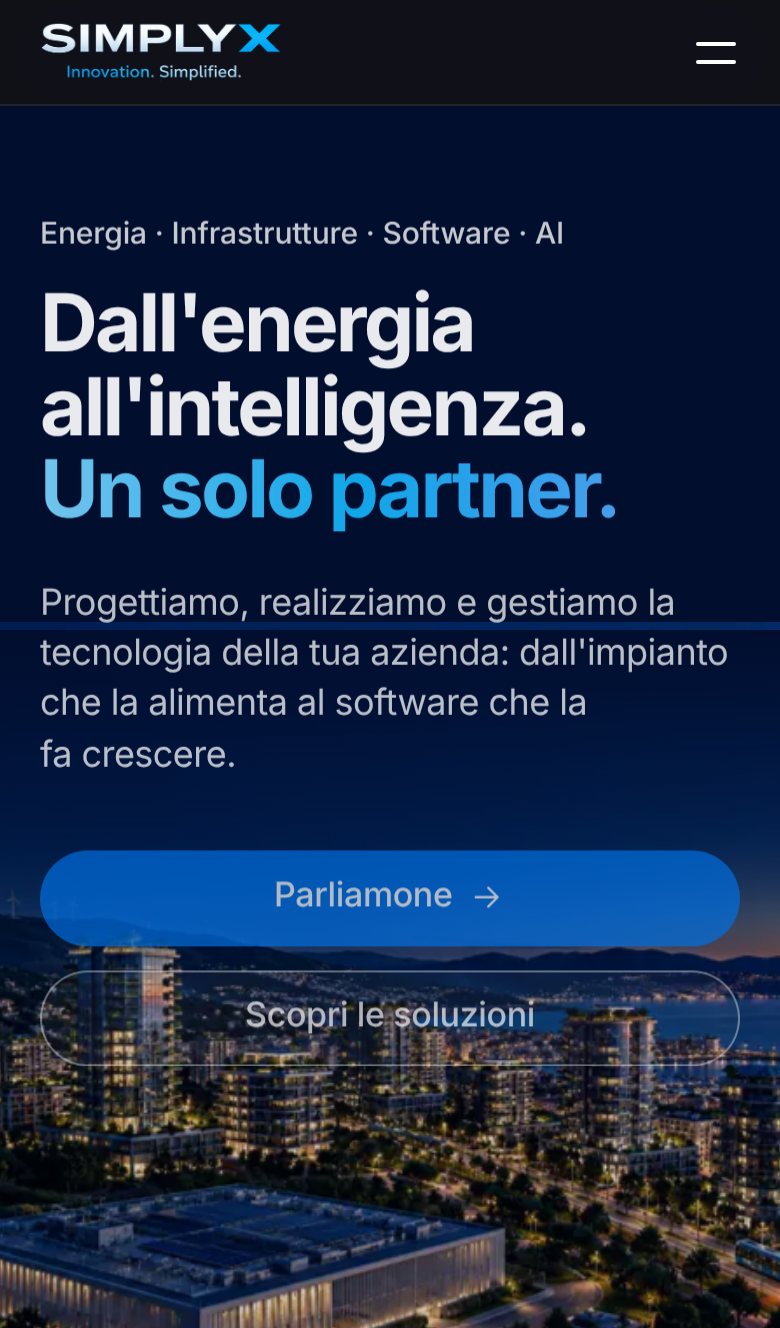 SIMPLYX
Innovation. Simplified.
Energia · Infrastrutture · Software · AI
Dall'energia
all'intelligenza.
Un solo partner.
Progettiamo, realizziamo e gestiamo la
tecnologia della tua azienda: dall'impianto
che la alimenta al software che la
fa crescere.
Parliamone →
Scopri le soluzioni